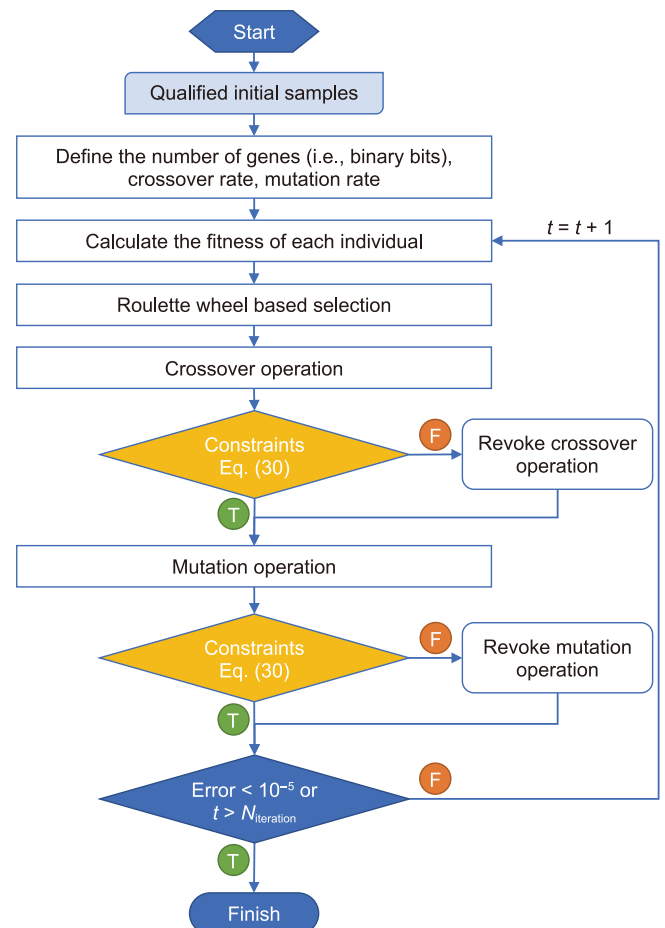 Start
Qualified initial samples
Define the number of genes (i.e., binary bits),
crossover rate, mutation rate
t = t + 1
Calculate the fitness of each individual
Roulette wheel based selection
Crossover operation
Constraints
Eq. (30)
F
Revoke crossover
operation
T
Mutation operation
Constraints
Eq. (30)
F
Revoke mutation
operation
T
Error < 10⁻⁵ or
t > Niteration
F
T
Finish